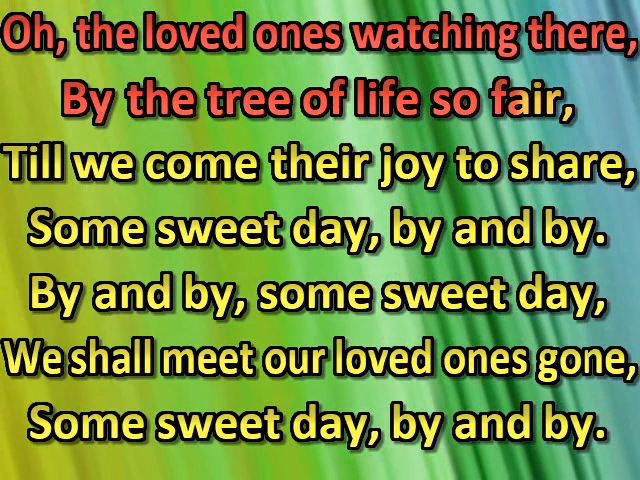 Oh, the loved ones watching there,
By the tree of life so fair,
Till we come their joy to share,
Some sweet day, by and by.
By and by, some sweet day,
We shall meet our loved ones gone,
Some sweet day, by and by.